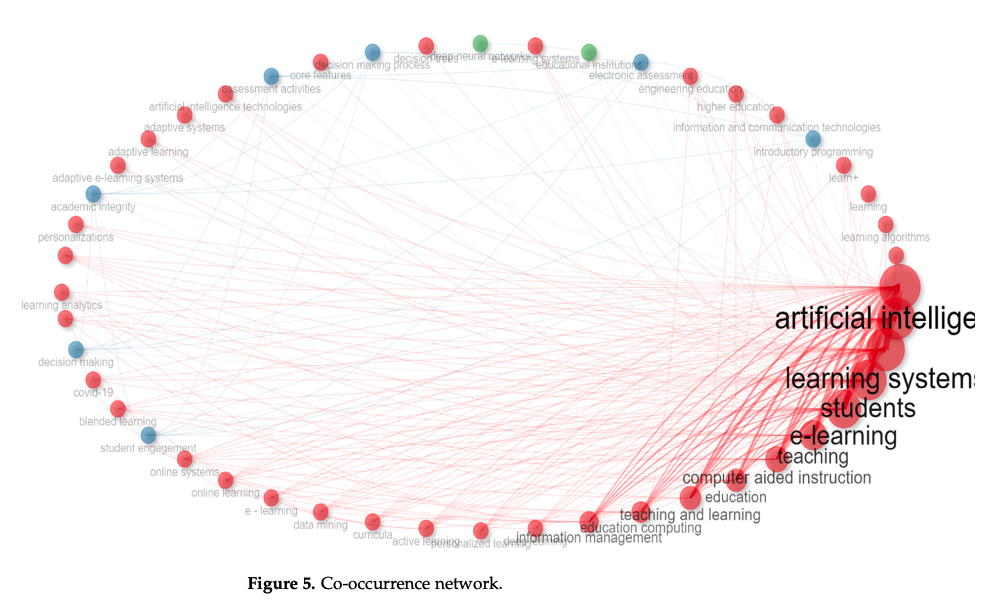 decision making process
decision trees
deep neural networks
e-learning systems
educational institutions
core features
electronic assessment
assessment activities
engineering education
artificial intelligence technologies
higher education
adaptive systems
information and communication technologies
adaptive learning
introductory programming
adaptive e-learning systems
learn+
academic integrity
learning
personalizations
learning algorithms
learning analytics
artificial intellige
decision making
learning systems
covid-19
students
blended learning
e-learning
student engagement
teaching
online systems
computer aided instruction
online learning
education
e - learning
teaching and learning
data mining
education computing
curricula
information management
active learning
personalized learning
Figure 5. Co-occurrence network.